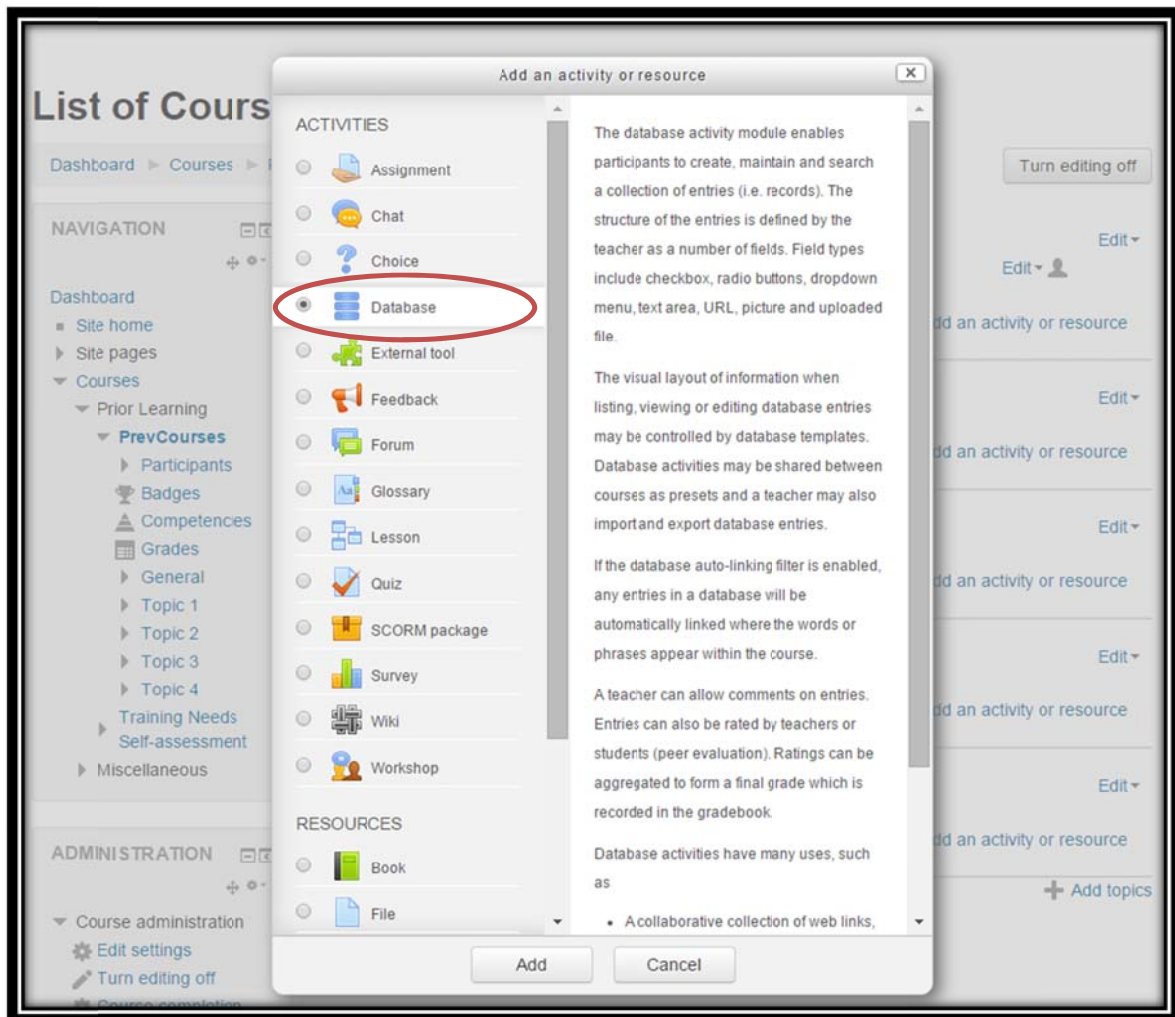 Add an activity or resource
List of Cours
Dashboard Courses
Turn editing off
NAVIGATION
Dashboard
Site home
Site pages
Courses
Prior Learning
PrevCourses
Participants
Badges
Competencies
Grades
General
Topic 1
Topic 2
Topic 3
Topic 4
Training Needs
Self-assessment
Miscellaneous
ADMINISTRATION
Course administration
Edit settings
Turn editing off
Course completion
ACTIVITIES
Assignment
Chat
Choice
Database
External tool
Feedback
Forum
Glossary
Lesson
Quiz
SCORM package
Survey
Wiki
Workshop
RESOURCES
Book
File
The database activity module enables
participants to create, maintain and search
a collection of entries (i.e. records). The
structure of the entries is defined by the
teacher as a number of fields. Field types
include checkbox, radio buttons, dropdown
menu, text area, URL, picture and uploaded
file.
The visual layout of information when
listing, viewing or editing database entries
may be controlled by database templates.
Database activities may be shared between
courses as presets and a teacher may also
import and export database entries.
If the database auto-linking filter is enabled,
any entries in a database will be
automatically linked where the words or
phrases appear within the course.
A teacher can allow comments on entries.
Entries can also be rated by teachers or
students (peer evaluation). Ratings can be
aggregated to form a final grade which is
recorded in the gradebook.
Database activities have many uses, such
as
• A collaborative collection of web links,
Add
Cancel
Edit
Edit
dd an activity or resource
Edit
dd an activity or resource
Edit
dd an activity or resource
Edit
dd an activity or resource
Edit
dd an activity or resource
Add topics